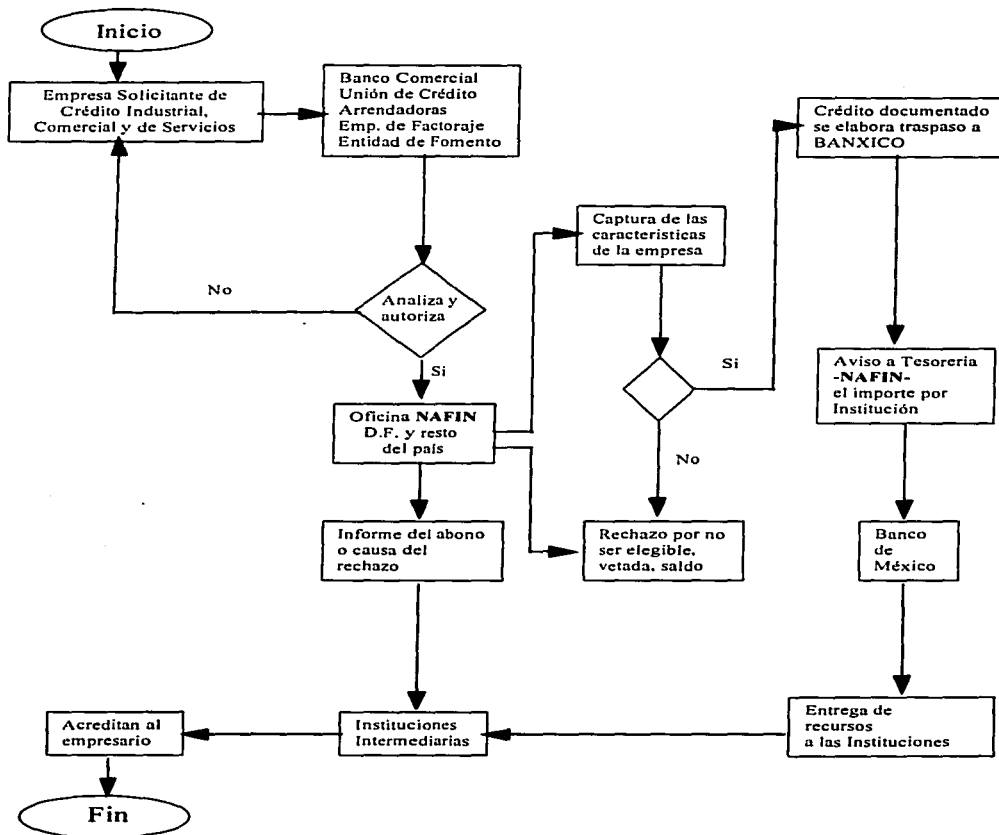 Inicio
Empresa Solicitante de
Crédito Industrial,
Comercial y de Servicios
Banco Comercial
Unión de Crédito
Arrendadoras
Emp. de Factoraje
Entidad de Fomento
Crédito documentado
se elabora traspaso a
BANXICO
Captura de las
características
de la empresa
No
Analiza y
autoriza
Si
Si
Aviso a Tesoreria
-NAFIN-
el importe por
Institución
Oficina NAFIN
D.F. y resto
del país
No
Informe del abono
o causa del
rechazo
Rechazo por no
ser elegible,
vetada, saldo
Banco
de
México
Acreditan al
empresario
Instituciones
Intermediarias
Entrega de
recursos
a las Instituciones
Fin